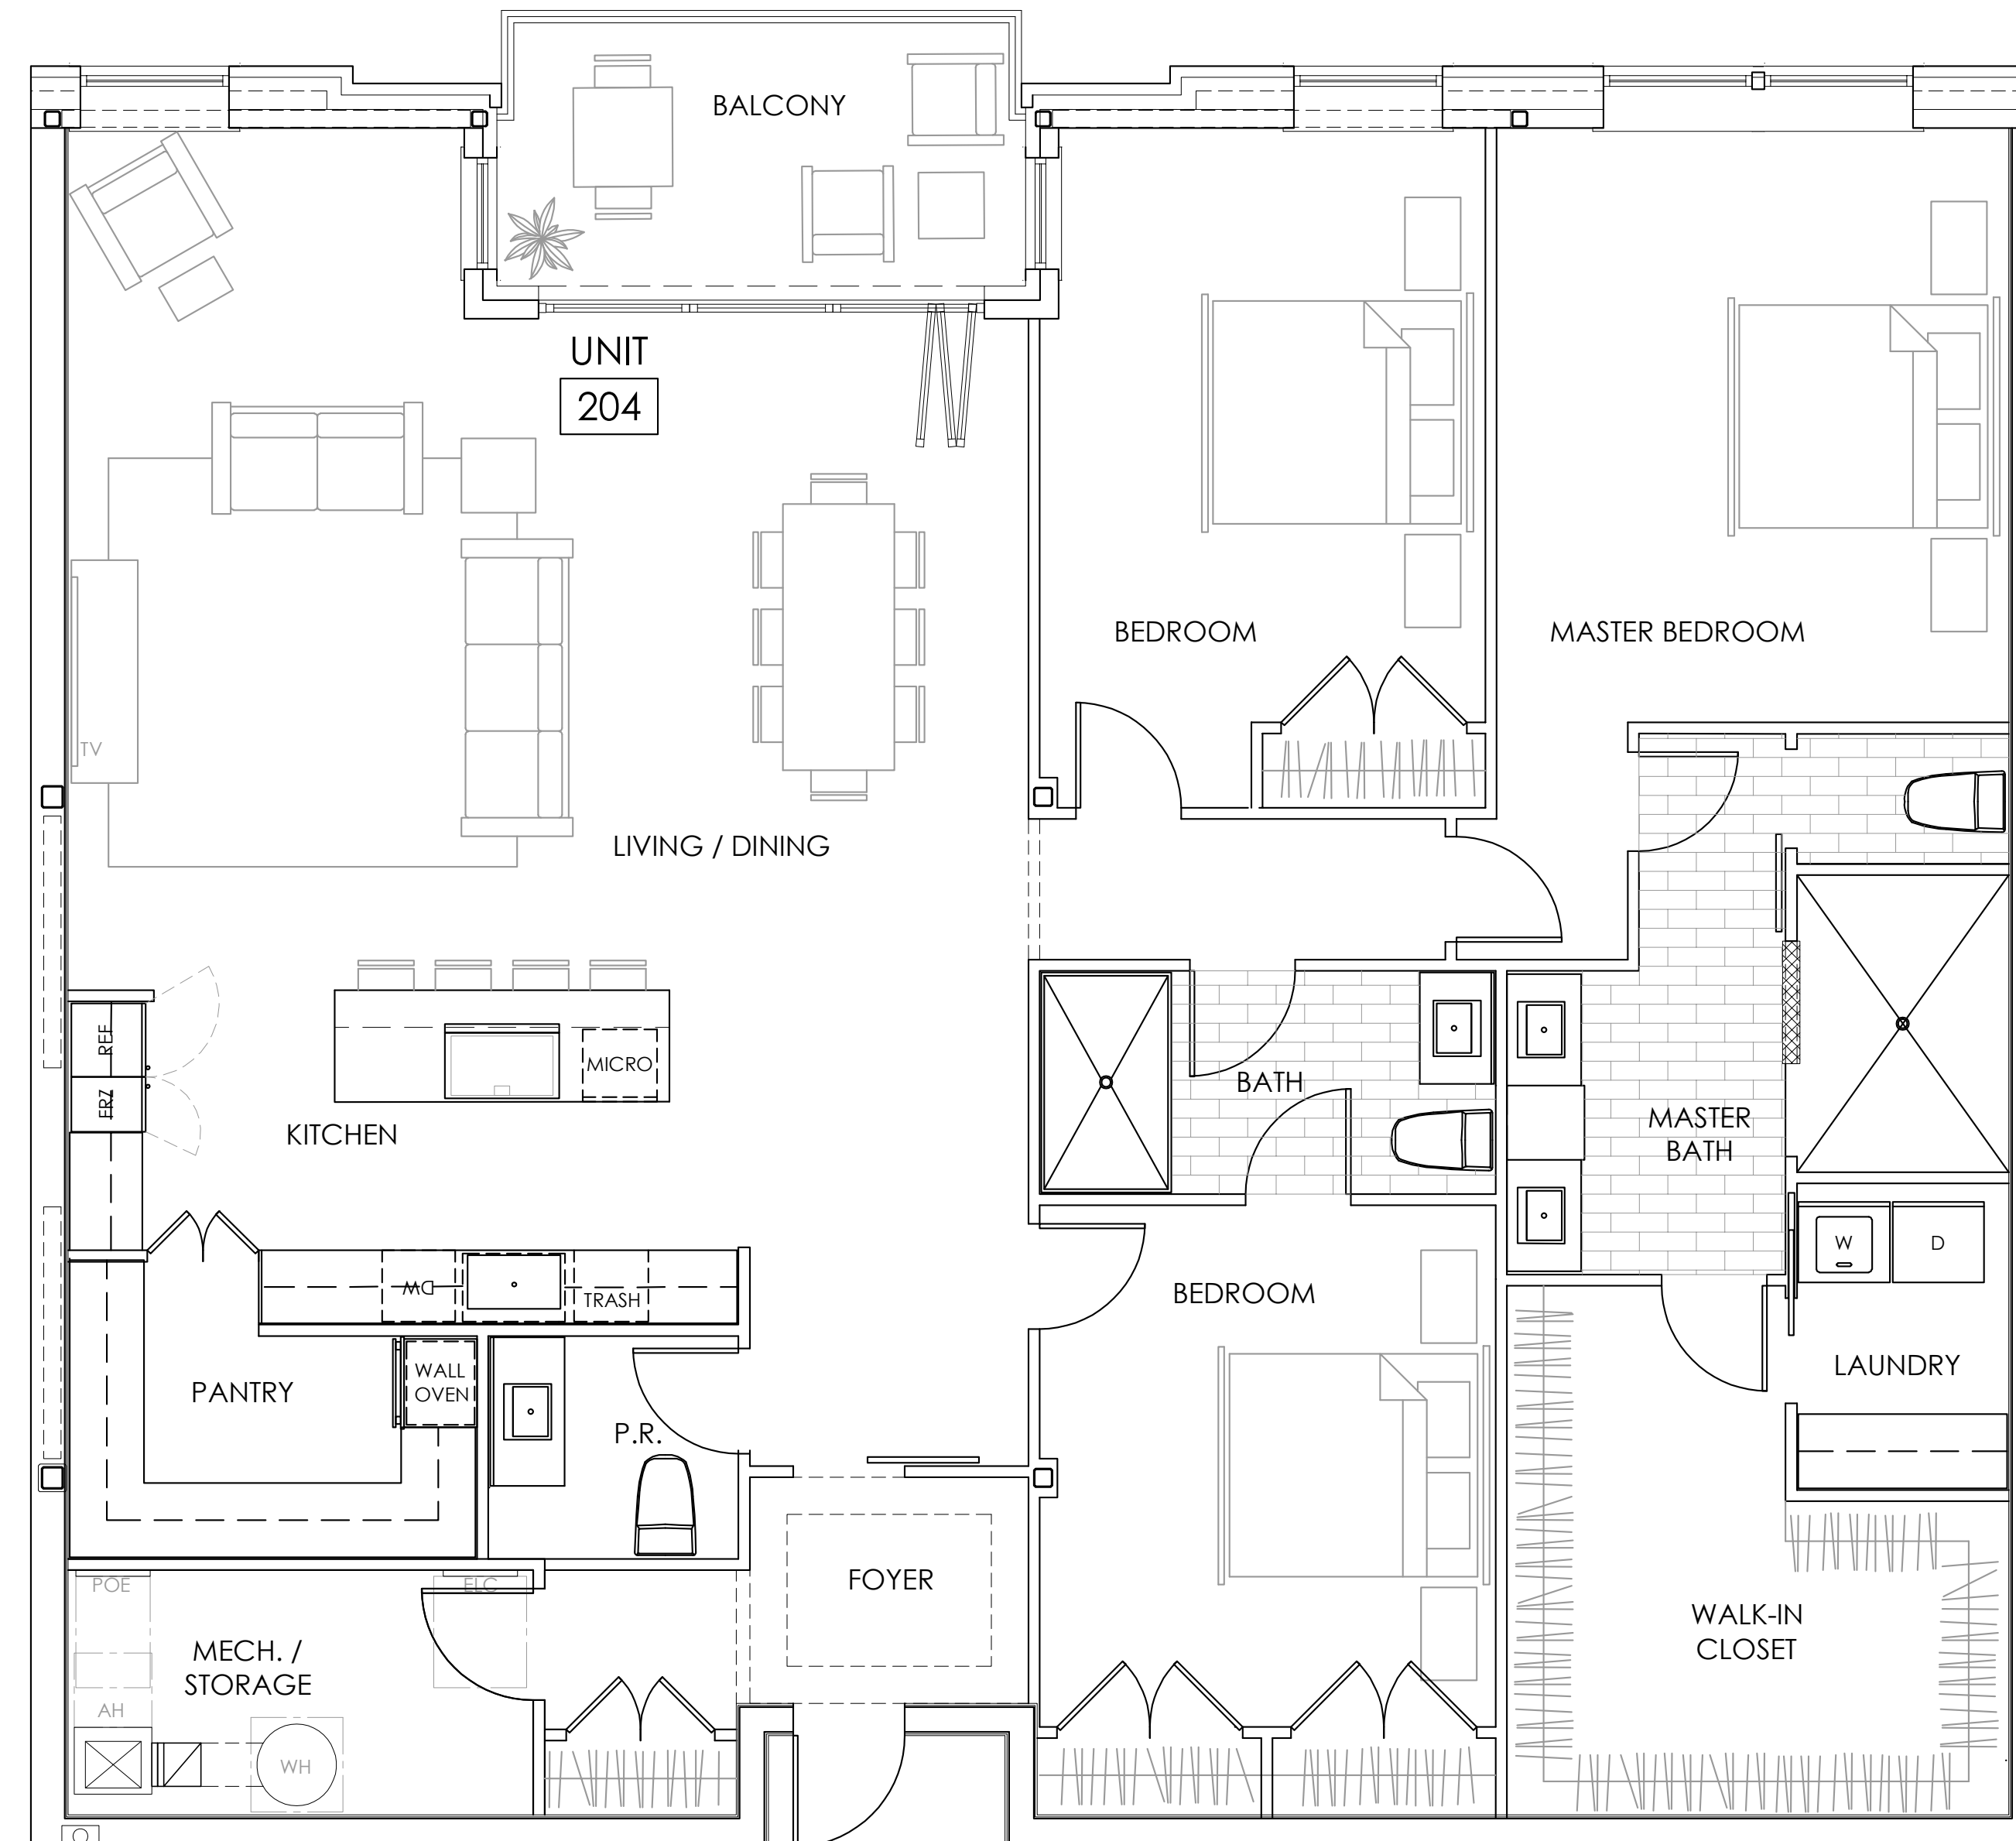 BALCONY
UNIT
204
BEDROOM
MASTER BEDROOM
TV
LIVING / DINING
REF
FRZ
MICRO
KITCHEN
BATH
MASTER
BATH
W
D
DW
TRASH
BEDROOM
LAUNDRY
WALL
OVEN
PANTRY
P.R.
FOYER
POE
ELC
MECH. /
STORAGE
WALK-IN
CLOSET
AH
WH